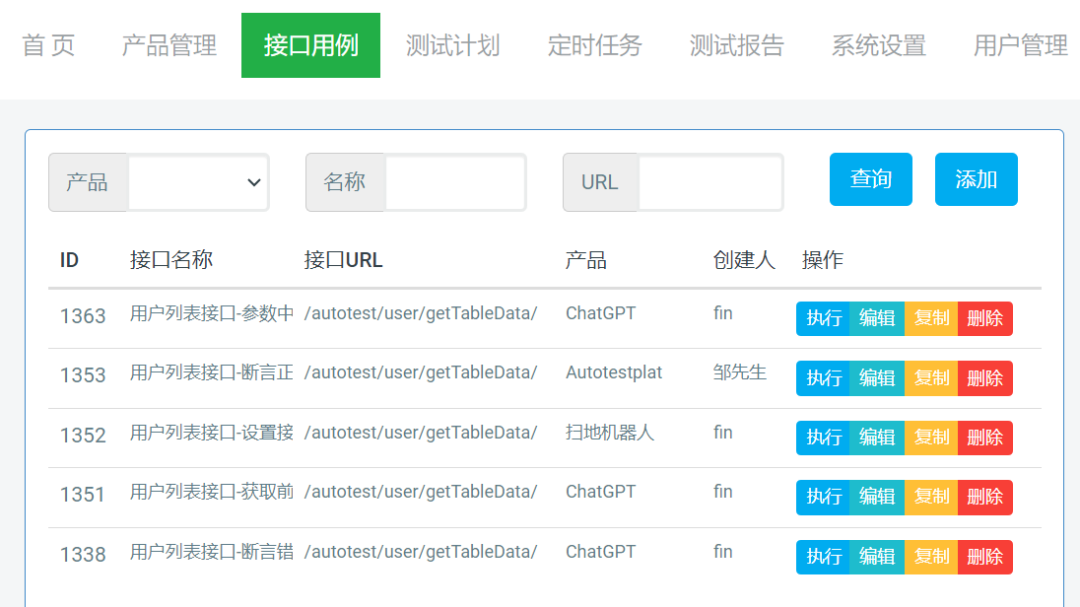 首 页 产品管理 接口用例 测试计划 定时任务 测试报告 系统设置 用户管理
产品 名称 URL 查询 添加
ID 接口名称 接口URL 产品 创建人 操作
1363 用户列表接口-参数中 /autotest/user/getTableData/ ChatGPT fin 执行 编辑 复制 删除
1353 用户列表接口-断言正 /autotest/user/getTableData/ Autotestplat 邹先生 执行 编辑 复制 删除
1352 用户列表接口-设置接 /autotest/user/getTableData/ 扫地机器人 fin 执行 编辑 复制 删除
1351 用户列表接口-获取前 /autotest/user/getTableData/ ChatGPT fin 执行 编辑 复制 删除
1338 用户列表接口-断言错 /autotest/user/getTableData/ ChatGPT fin 执行 编辑 复制 删除